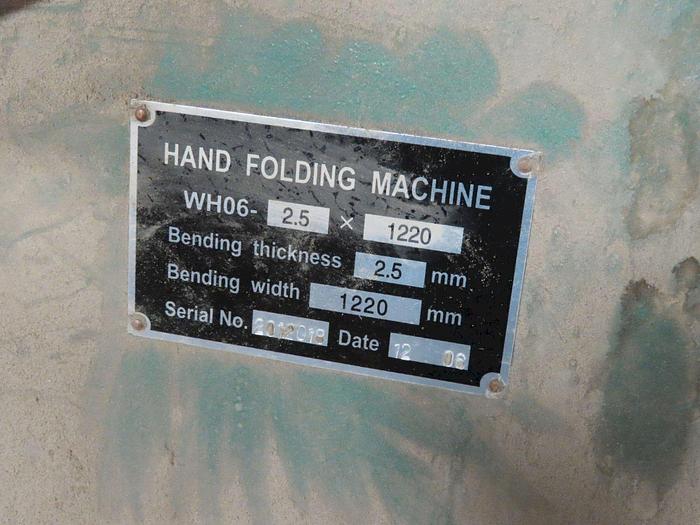 HAND FOLDING MACHINE
WH06- 2.5 × 1220
Bending thickness 2.5 mm
Bending width 1220 mm
Serial No. 2012018 Date 12 06